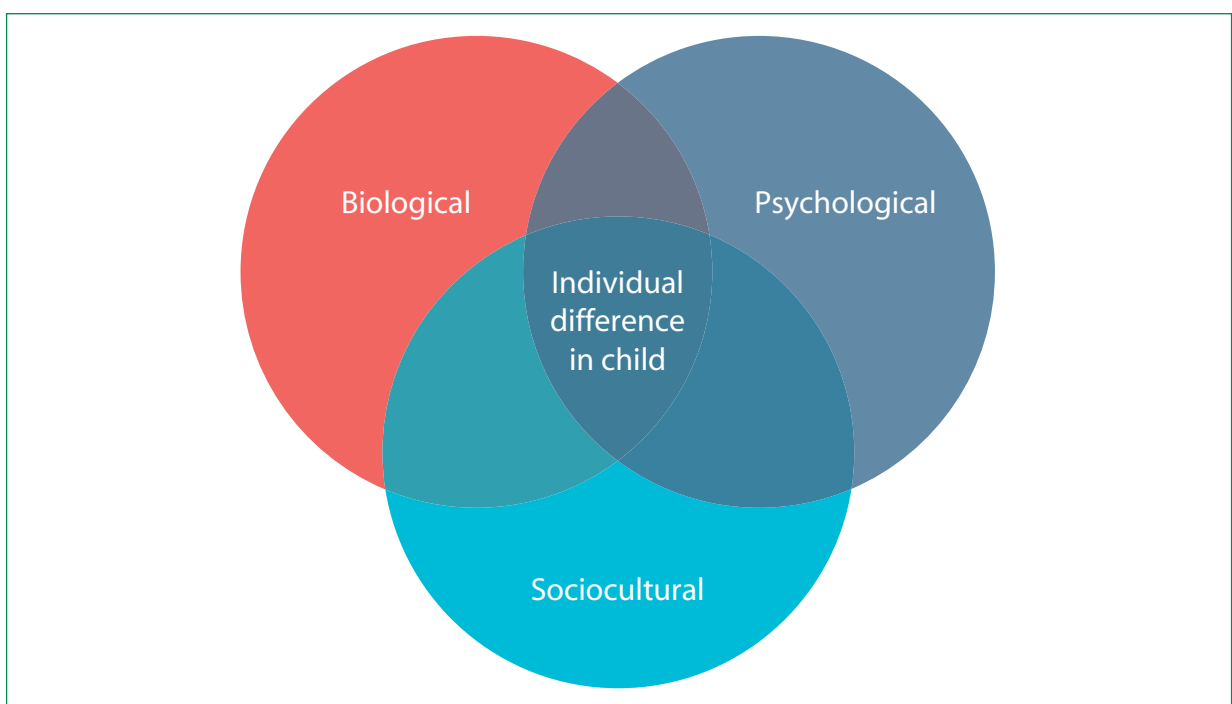 Biological
Psychological
Individual
difference
in child
Sociocultural